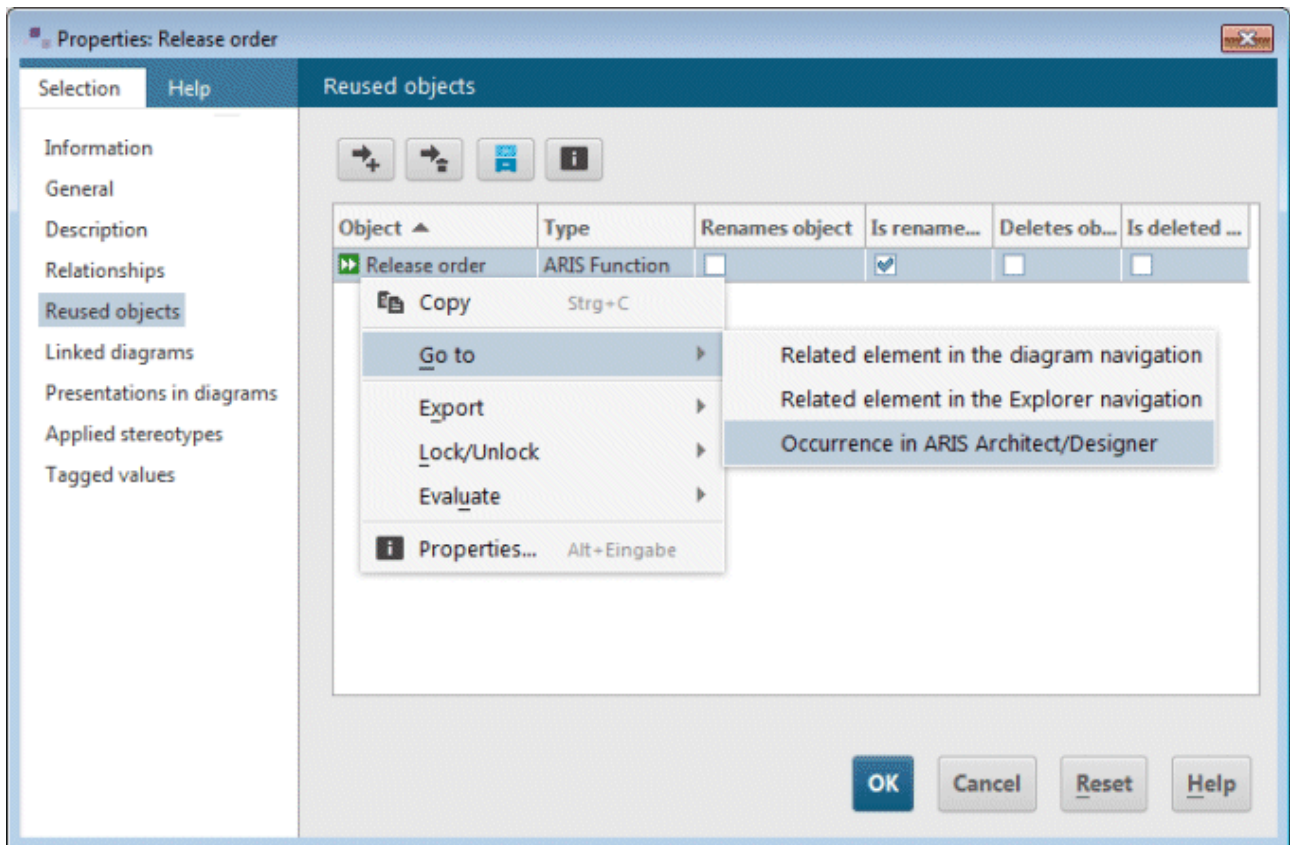 Properties: Release order
Selection Help Reused objects
Information
General
Description
Relationships
Reused objects
Linked diagrams
Presentations in diagrams
Applied stereotypes
Tagged values
Object Type Renames object Is rename... Deletes ob... Is deleted ...
Release order ARIS Function
Copy Strg+C
Go to
Export
Lock/Unlock
Evaluate
Properties... Alt+Eingabe
Related element in the diagram navigation
Related element in the Explorer navigation
Occurrence in ARIS Architect/Designer
OK Cancel Reset Help